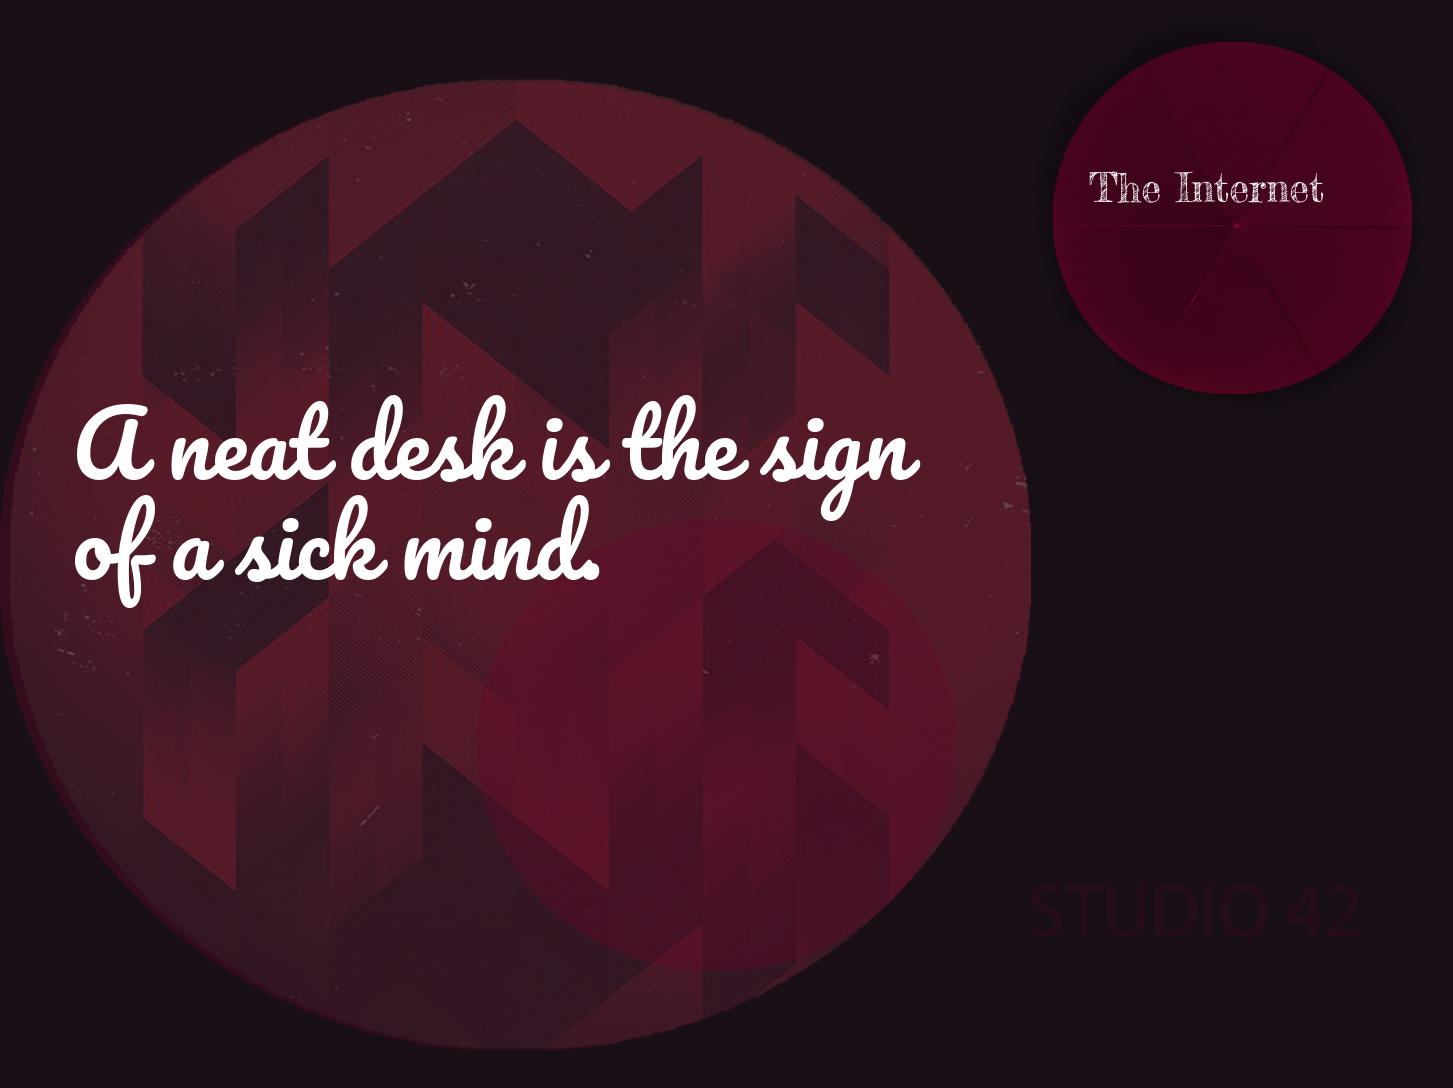 The Internet
A neat desk is the sign
of a sick mind.
STUDIO 42